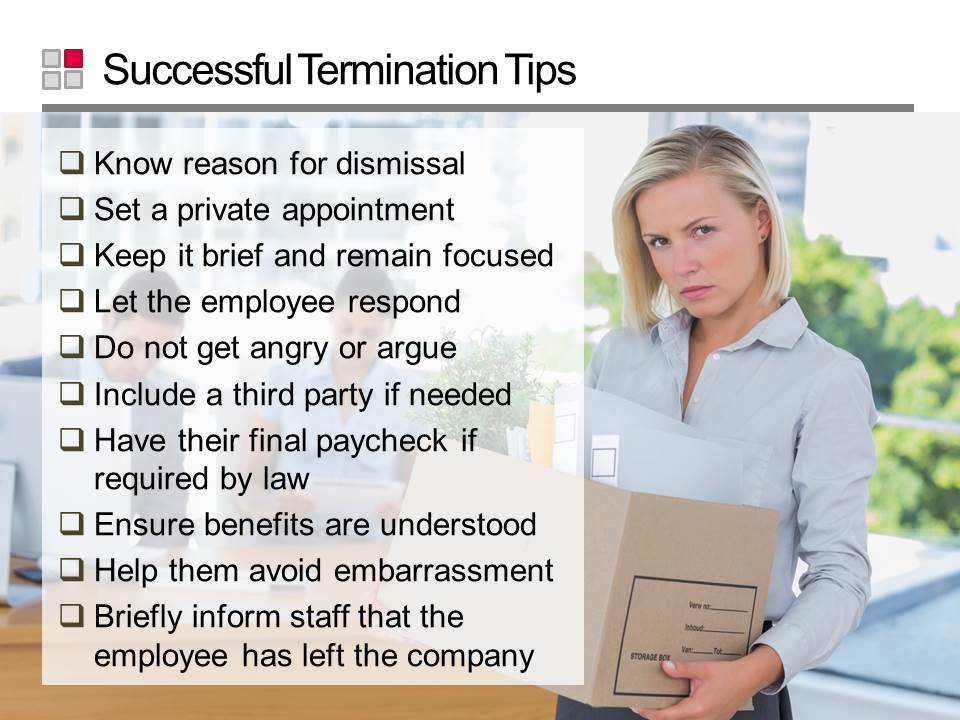 Successful Termination Tips
Know reason for dismissal
Set a private appointment
Keep it brief and remain focused
Let the employee respond
Do not get angry or argue
Include a third party if needed
Have their final paycheck if
required by law
Ensure benefits are understood
Help them avoid embarrassment
Briefly inform staff that the
employee has left the company
Verw no:
Inhoud:
Van: Tot:
STORAGE BOX